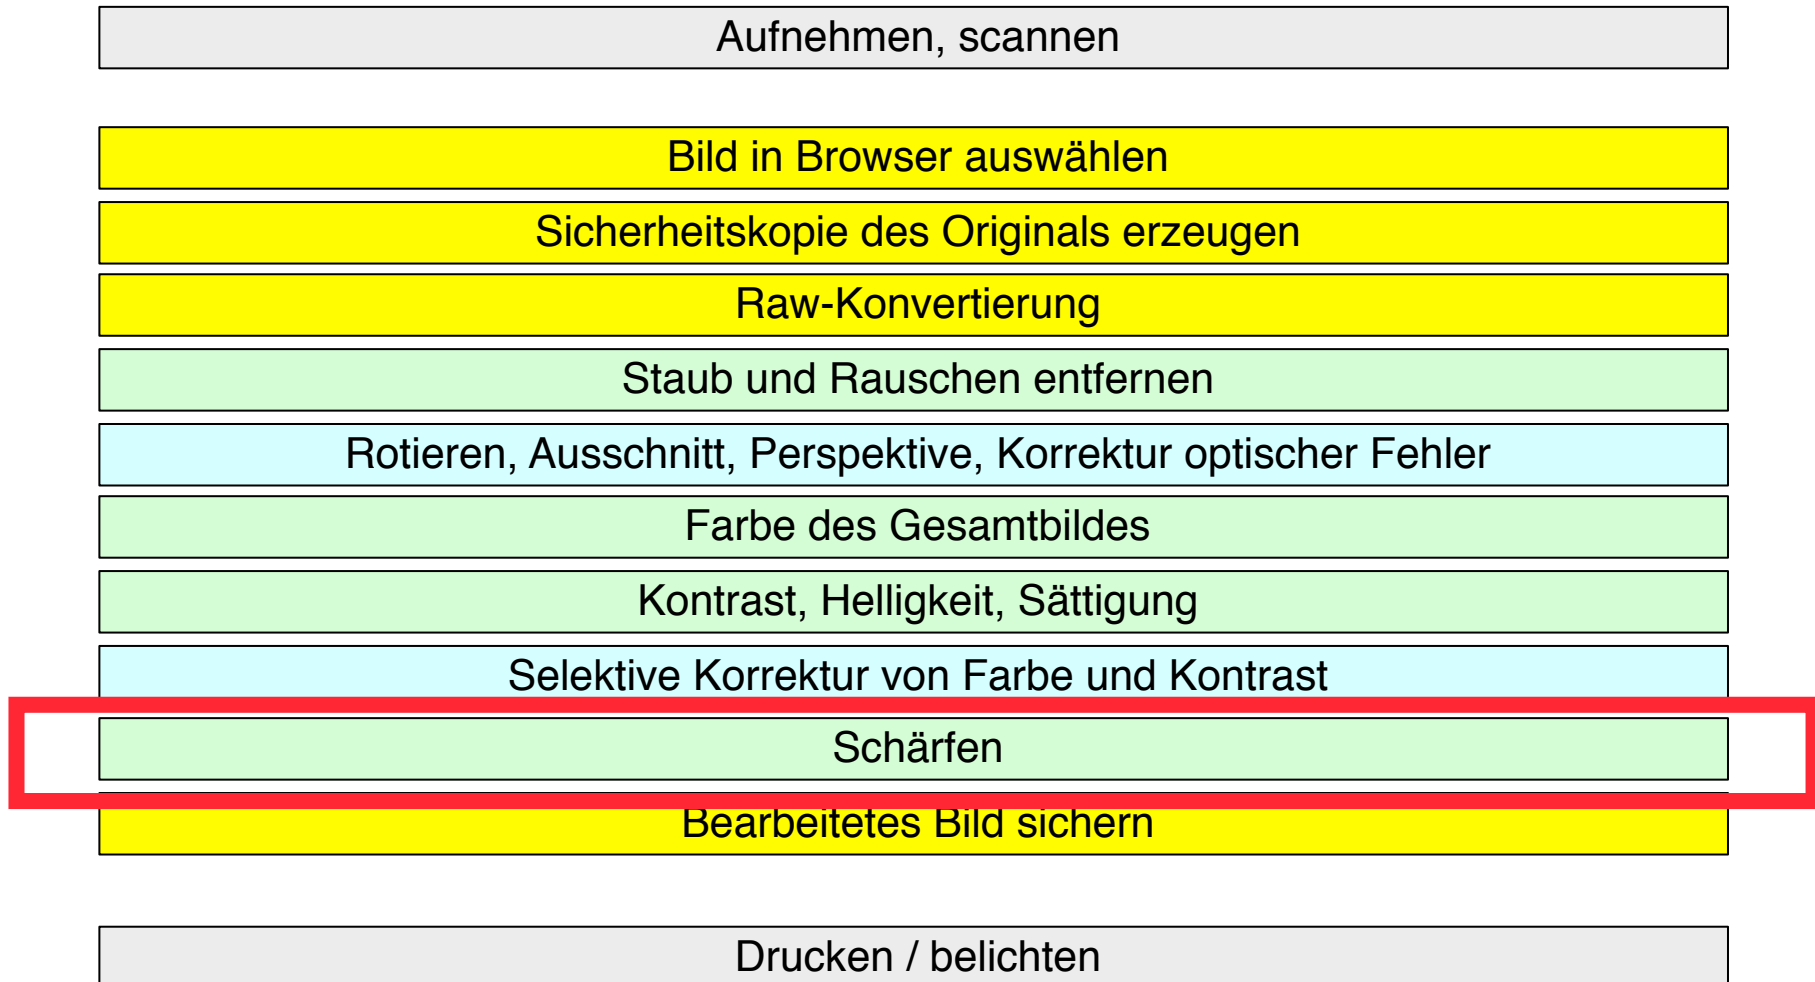 Aufnehmen, scannen
Bild in Browser auswählen
Sicherheitskopie des Originals erzeugen
Raw-Konvertierung
Staub und Rauschen entfernen
Rotieren, Ausschnitt, Perspektive, Korrektur optischer Fehler
Farbe des Gesamtbildes
Kontrast, Helligkeit, Sättigung
Selektive Korrektur von Farbe und Kontrast
Schärfen
Bearbeitetes Bild sichern
Drucken / belichten